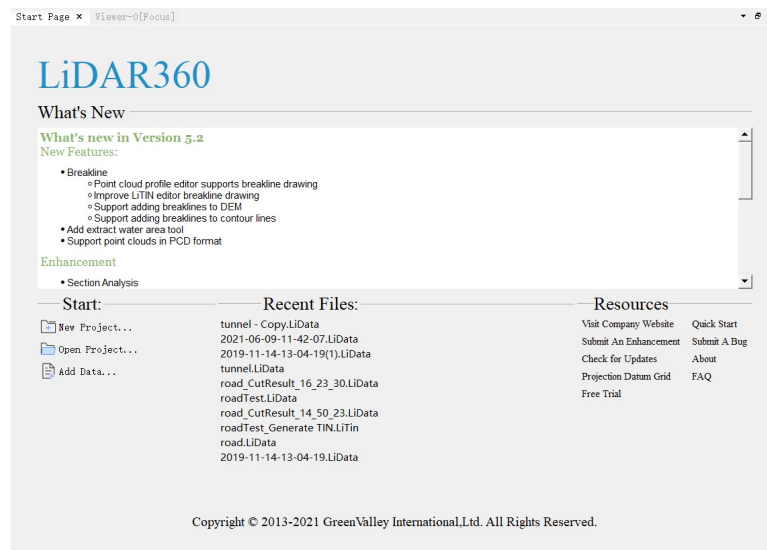 Start Page × Viewer-0[Focus]
LiDAR360
What's New
What's new in Version 5.2
New Features:
• Breakline
Point cloud profile editor supports breakline drawing
Improve LiTIN editor breakline drawing
Support adding breaklines to DEM
Support adding breaklines to contour lines
• Add extract water area tool
• Support point clouds in PCD format
Enhancement
• Section Analysis
Start:
New Project...
Open Project...
Add Data...
Recent Files:
tunnel - Copy.LiData
2021-06-09-11-42-07.LiData
2019-11-14-13-04-19(1).LiData
tunnel.LiData
road_CutResult_16_23_30.LiData
roadTest.LiData
road_CutResult_14_50_23.LiData
roadTest_Generate TIN.LiTin
road.LiData
2019-11-14-13-04-19.LiData
Resources
Visit Company Website Quick Start
Submit An Enhancement Submit A Bug
Check for Updates About
Projection Datum Grid FAQ
Free Trial
Copyright © 2013-2021 GreenValley International,Ltd. All Rights Reserved.